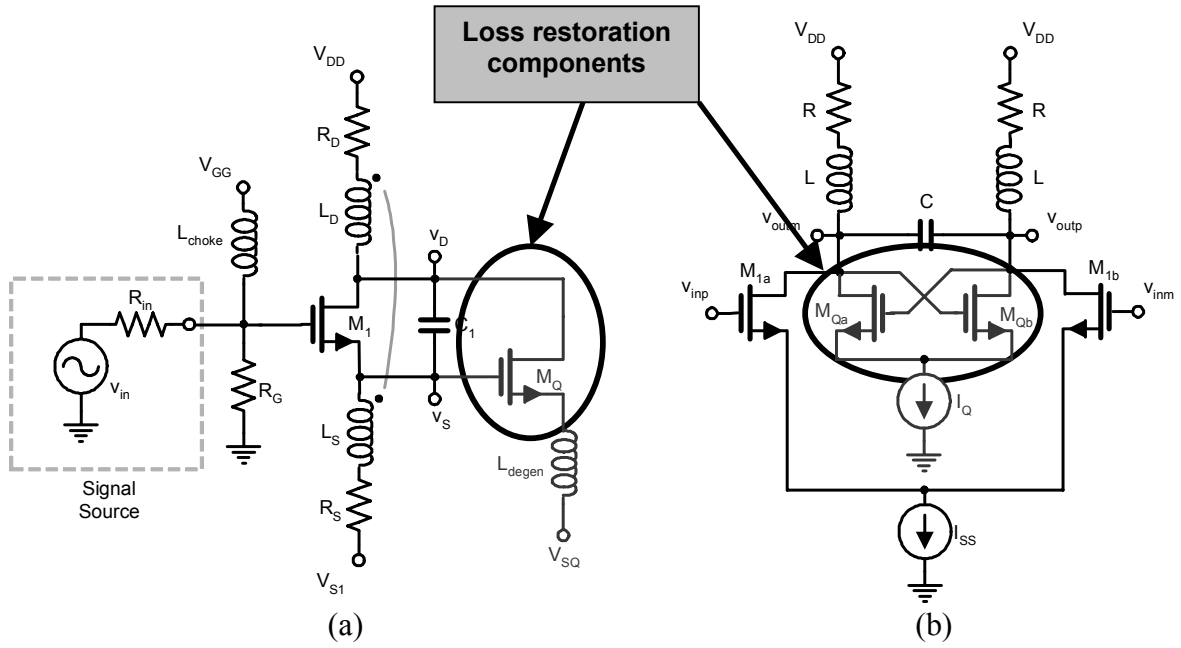 Loss restoration
components
V_DD
R_D
V_GG
L_D
L_choke
v_D
R_in
M_1
C_1
v_in
R_G
M_Q
v_S
L_S
L_degen
Signal
Source
R_S
V_SQ
V_S1
(a)
V_DD
V_DD
R
R
L
L
C
v_outm
v_outp
M_1a
M_1b
v_inp
v_inm
M_Qa
M_Qb
I_Q
I_SS
(b)